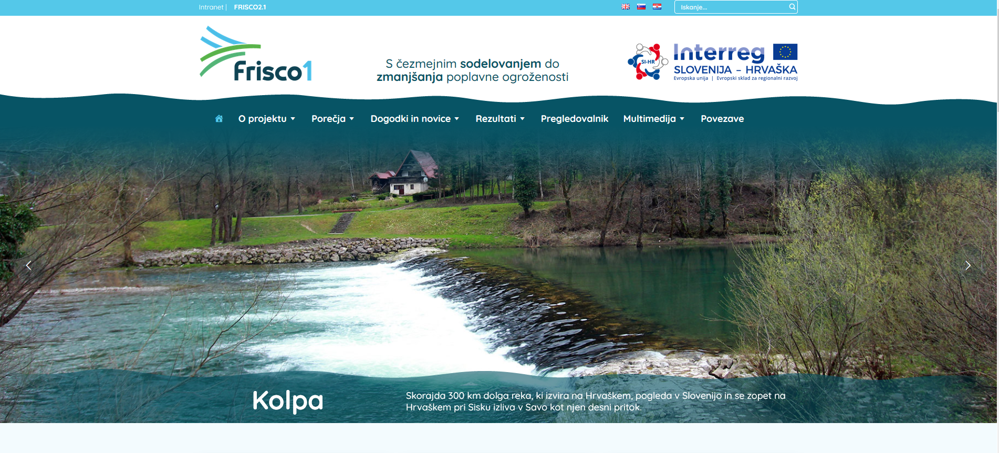 Intranet | FRISCO2.1
Iskanje...
Frisco1
S čezmejnim sodelovanjem do
zmanjšanja poplavne ogroženosti
SI-HR
Interreg
SLOVENIJA – HRVAŠKA
Evropska unija | Evropski sklad za regionalni razvoj
O projektu Porečja Dogodki in novice Rezultati Pregledovalnik Multimedija Povezave
Kolpa
Skorajda 300 km dolga reka, ki izvira na Hrvaškem, pogleda v Slovenijo in se zopet na
Hrvaškem pri Sisku izliva v Savo kot njen desni pritok.